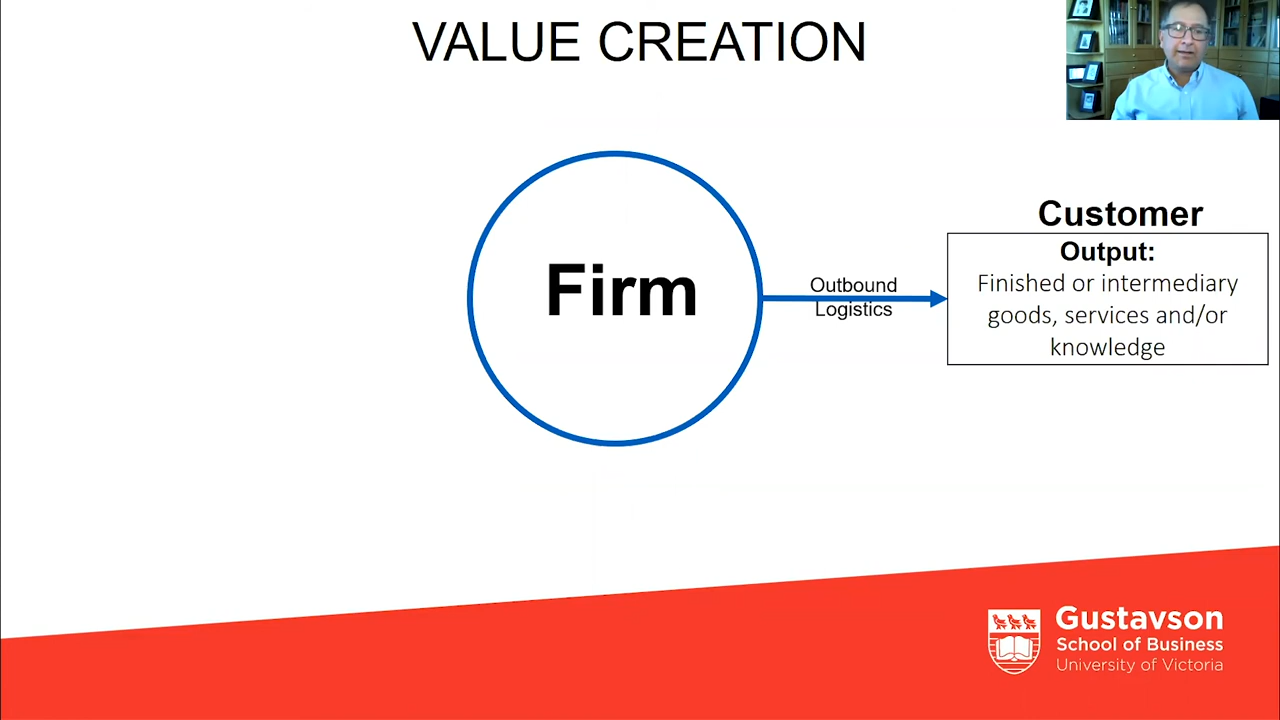 VALUE CREATION
Firm
Outbound
Logistics
Customer
Output:
Finished or intermediary
goods, services and/or
knowledge
Gustavson
School of Business
University of Victoria